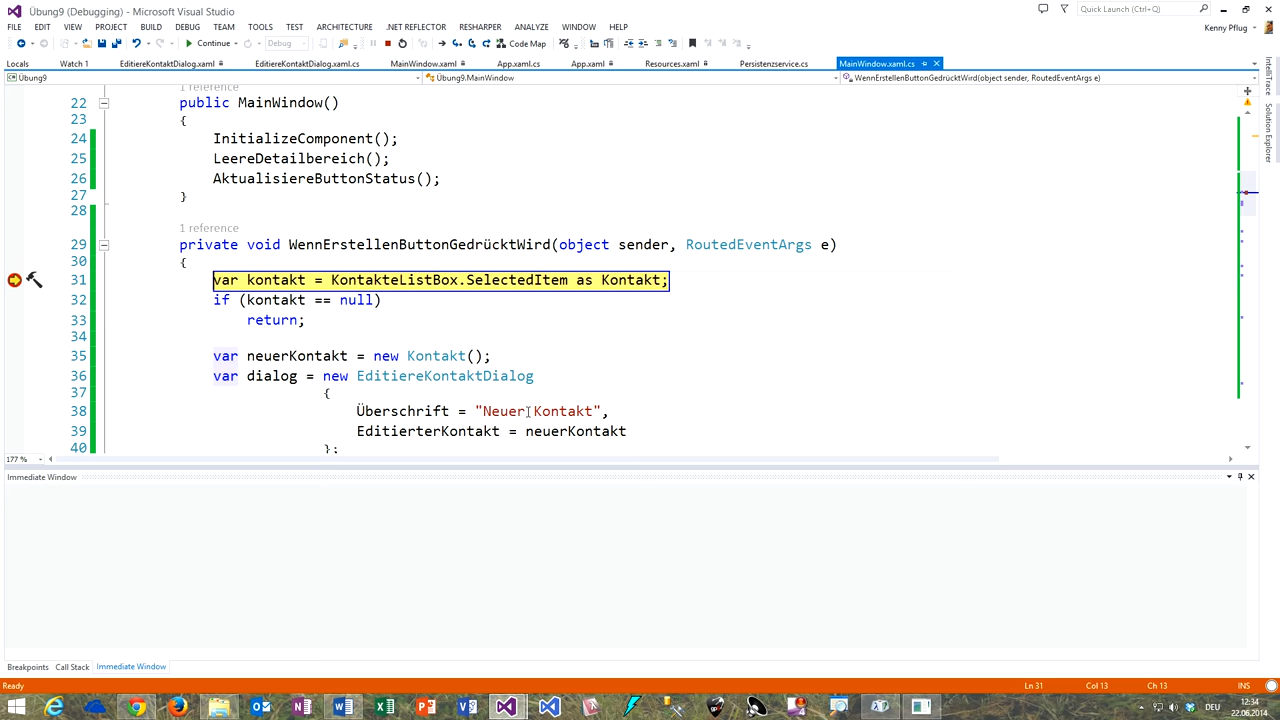 Übung9 (Debugging) - Microsoft Visual Studio
Quick Launch (Ctrl+Q)
FILE EDIT VIEW PROJECT BUILD DEBUG TEAM TOOLS TEST ARCHITECTURE .NET REFLECTOR RESHARPER ANALYZE WINDOW HELP
Kenny Pflug
Continue Debug Code Map
Locals Watch 1 EditiereKontaktDialog.xaml EditiereKontaktDialog.xaml.cs MainWindow.xaml App.xaml.cs App.xaml Resources.xaml Persistenzservice.cs MainWindow.xaml.cs
Übung9 Übung9.MainWindow WennErstellenButtonGedrücktWird(object sender, RoutedEventArgs e)
IntelliTrace
Solution Explorer
1 reference
22 public MainWindow()
23 {
24 InitializeComponent();
25 LeereDetailbereich();
26 AktualisiereButtonStatus();
27 }
28
1 reference
29 private void WennErstellenButtonGedrücktWird(object sender, RoutedEventArgs e)
30 {
31 var kontakt = KontakteListBox.SelectedItem as Kontakt;
32 if (kontakt == null)
33 return;
34
35 var neuerKontakt = new Kontakt();
36 var dialog = new EditiereKontaktDialog
37 {
38 Überschrift = "Neuer Kontakt",
39 EditierterKontakt = neuerKontakt
40 };
177 %
Immediate Window
Breakpoints Call Stack Immediate Window
Ready Ln 31 Col 13 Ch 13 INS
DEU
12:34
22.06.2014